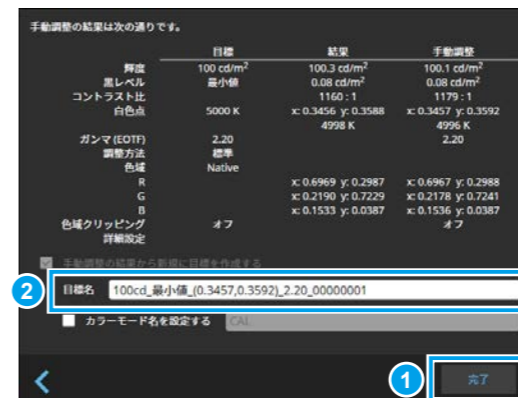 手動調整の結果は次の通りです。
目標 結果 手動調整
輝度 100 cd/m² 100.3 cd/m² 100.1 cd/m²
黒レベル 最小値 0.08 cd/m² 0.08 cd/m²
コントラスト比 1160 : 1 1179 : 1
白色点 5000 K x: 0.3456 y: 0.3588 x: 0.3457 y: 0.3592
4998 K 4996 K
ガンマ (EOTF) 2.20 2.20
調整方法 標準
色域 Native
R x: 0.6969 y: 0.2987 x: 0.6967 y: 0.2988
G x: 0.2190 y: 0.7229 x: 0.2178 y: 0.7241
B x: 0.1533 y: 0.0387 x: 0.1536 y: 0.0387
色域クリッピング オフ オフ
詳細設定
手動調整の結果から新規に目標を作成する
2 目標名 100cd_最小値_(0.3457,0.3592)_2.20_00000001
カラーモード名を設定する CAL
1 完了